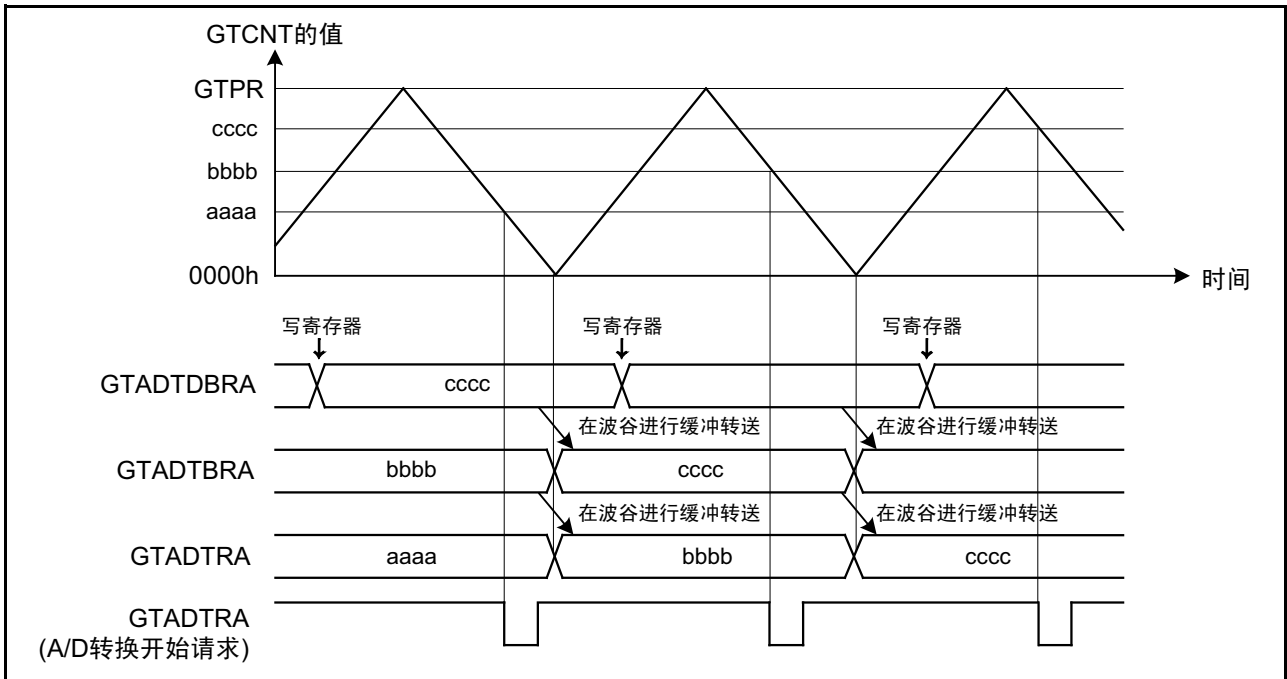 GTCNT的值
GTPR
cccc
bbbb
aaaa
0000h
时间
写寄存器 写寄存器 写寄存器
GTADTDBRA cccc
在波谷进行缓冲转送 在波谷进行缓冲转送
GTADTBRA bbbb cccc
在波谷进行缓冲转送 在波谷进行缓冲转送
GTADTRA aaaa bbbb cccc
GTADTRA
(A/D转换开始请求)